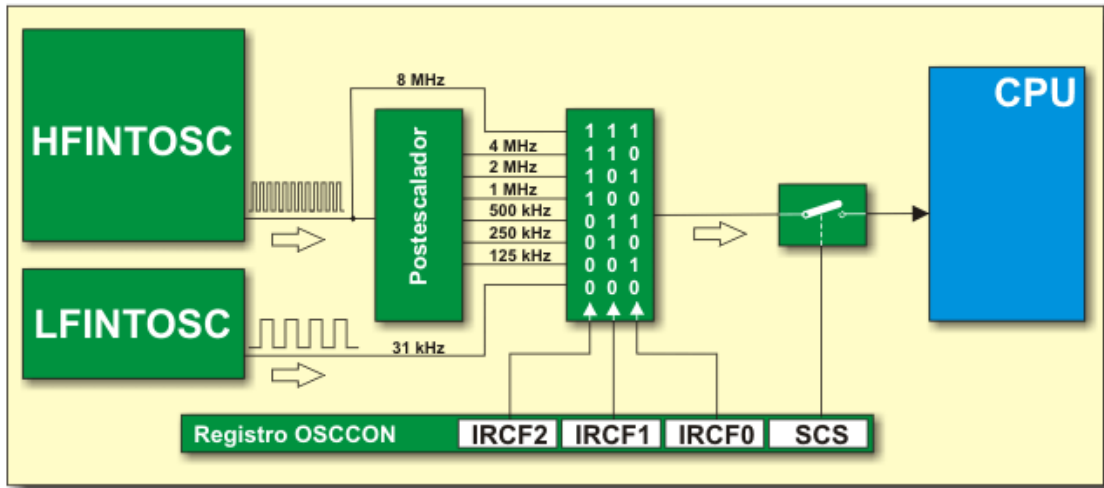 8 MHz
CPU
HFINTOSC
Postescalador
4 MHz
2 MHz
1 MHz
500 kHz
250 kHz
125 kHz
1 1 1
1 1 0
1 0 1
1 0 0
0 1 1
0 1 0
0 0 1
0 0 0
LFINTOSC
31 kHz
Registro OSCCON IRCF2 IRCF1 IRCF0 SCS